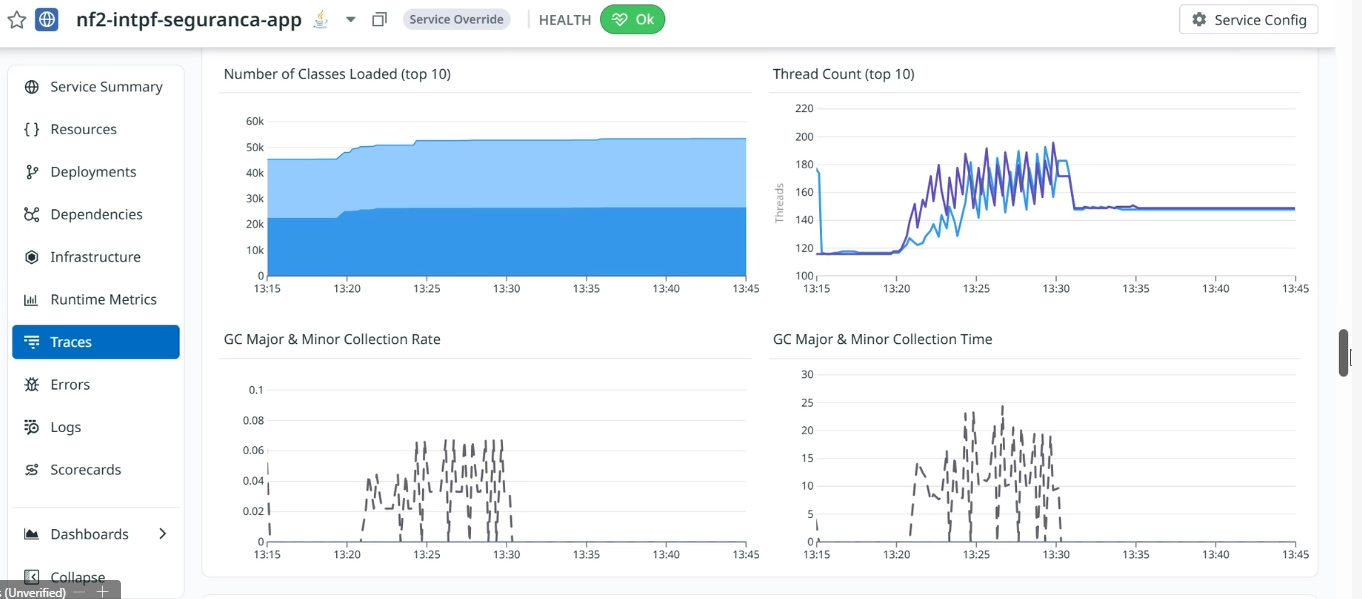 nf2-intpf-seguranca-app Service Override HEALTH Ok Service Config
Service Summary
Resources
Deployments
Dependencies
Infrastructure
Runtime Metrics
Traces
Errors
Logs
Scorecards
Dashboards
Collapse
s (Unverified)
Number of Classes Loaded (top 10)
60k
50k
40k
30k
20k
10k
0
13:15 13:20 13:25 13:30 13:35 13:40 13:45
Thread Count (top 10)
Threads
220
200
180
160
140
120
100
13:15 13:20 13:25 13:30 13:35 13:40 13:45
GC Major & Minor Collection Rate
0.1
0.08
0.06
0.04
0.02
0
13:15 13:20 13:25 13:30 13:35 13:40 13:45
GC Major & Minor Collection Time
30
25
20
15
10
5
0
13:15 13:20 13:25 13:30 13:35 13:40 13:45